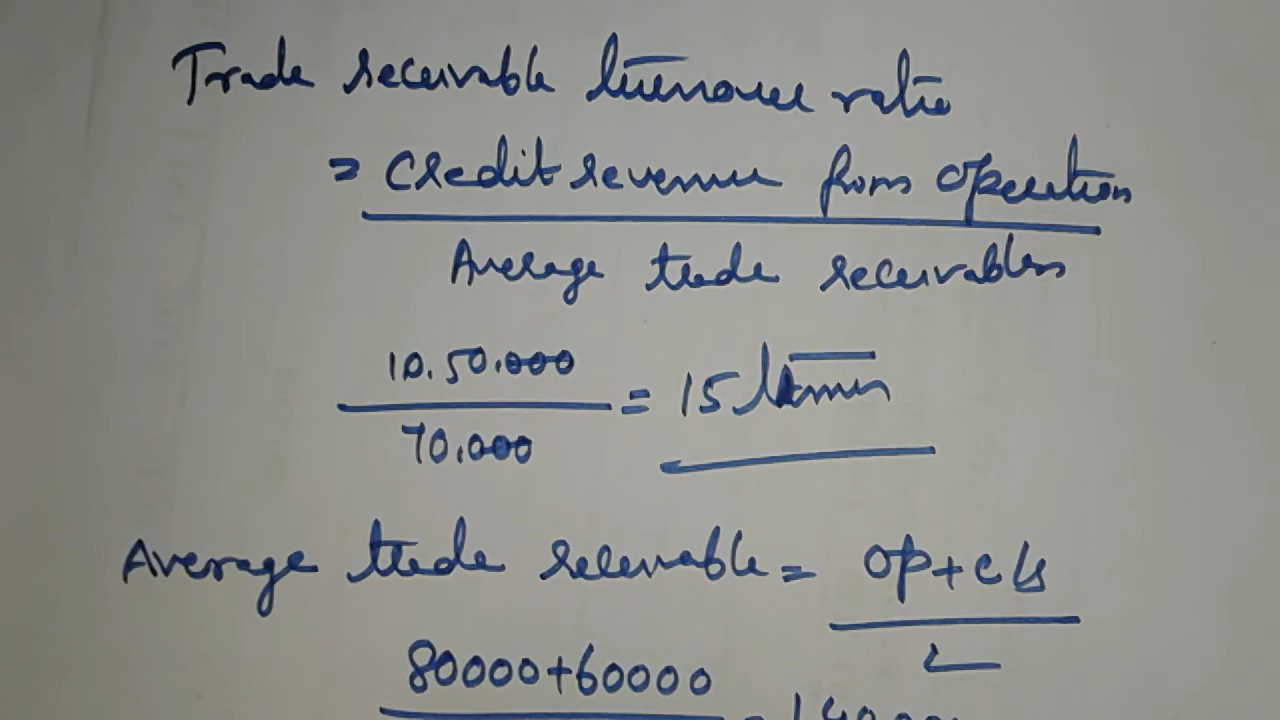 Trade receivable turnover ratio
= Credit revenue from operation
Average trade receivables
10,50,000
70,000
= 15 times
Average trade receivable = op + cls
2
80000+60000